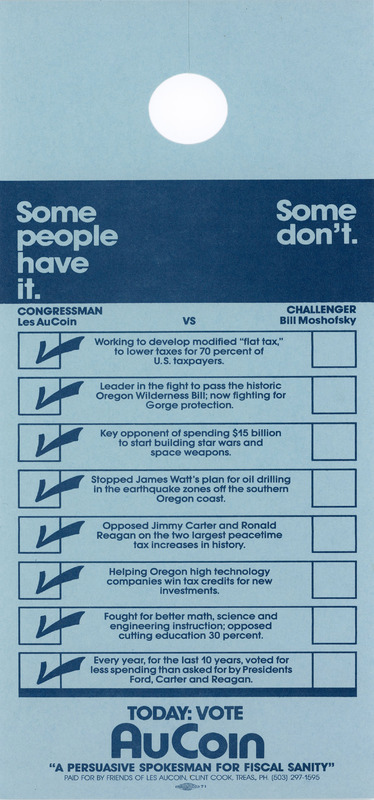 Some
people
have
it.
Some
don't.
CONGRESSMAN
Les AuCoin
VS
CHALLENGER
Bill Moshofsky
Working to develop modified "flat tax,"
to lower taxes for 70 percent of
U.S. taxpayers.
Leader in the fight to pass the historic
Oregon Wilderness Bill; now fighting for
Gorge protection.
Key opponent of spending $15 billion
to start building star wars and
space weapons.
Stopped James Watt's plan for oil drilling
in the earthquake zones off the southern
Oregon coast.
Opposed Jimmy Carter and Ronald
Reagan on the two largest peacetime
tax increases in history.
Helping Oregon high technology
companies win tax credits for new
investments.
Fought for better math, science and
engineering instruction; opposed
cutting education 30 percent.
Every year, for the last 10 years, voted for
less spending than asked for by Presidents
Ford, Carter and Reagan.
TODAY: VOTE
AuCoin
"A PERSUASIVE SPOKESMAN FOR FISCAL SANITY"
PAID FOR BY FRIENDS OF LES AUCOIN, CLINT COOK, TREAS. PH. (503) 297-1595